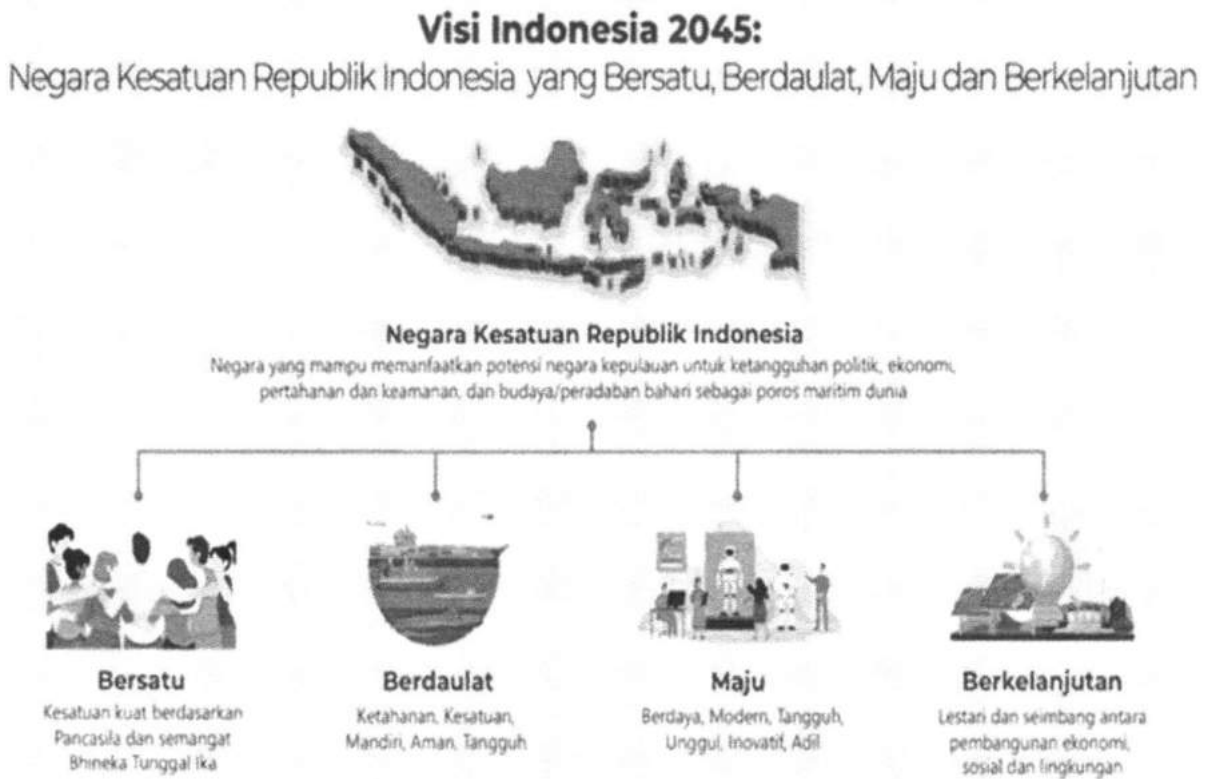 Visi Indonesia 2045:
Negara Kesatuan Republik Indonesia yang Bersatu, Berdaulat, Maju dan Berkelanjutan
Negara Kesatuan Republik Indonesia
Negara yang mampu memanfaatkan potensi negara kepulauan untuk ketangguhan politik, ekonomi,
pertahanan dan keamanan, dan budaya/peradaban bahari sebagai poros maritim dunia
Bersatu
Kesatuan kuat berdasarkan
Pancasila dan semangat
Bhineka Tunggal Ika
Berdaulat
Ketahanan, Kesatuan,
Mandiri, Aman, Tangguh
Maju
Berdaya, Modern, Tangguh,
Unggul, Inovatif, Adil
Berkelanjutan
Lestari dan seimbang antara
pembangunan ekonomi,
sosial dan lingkungan